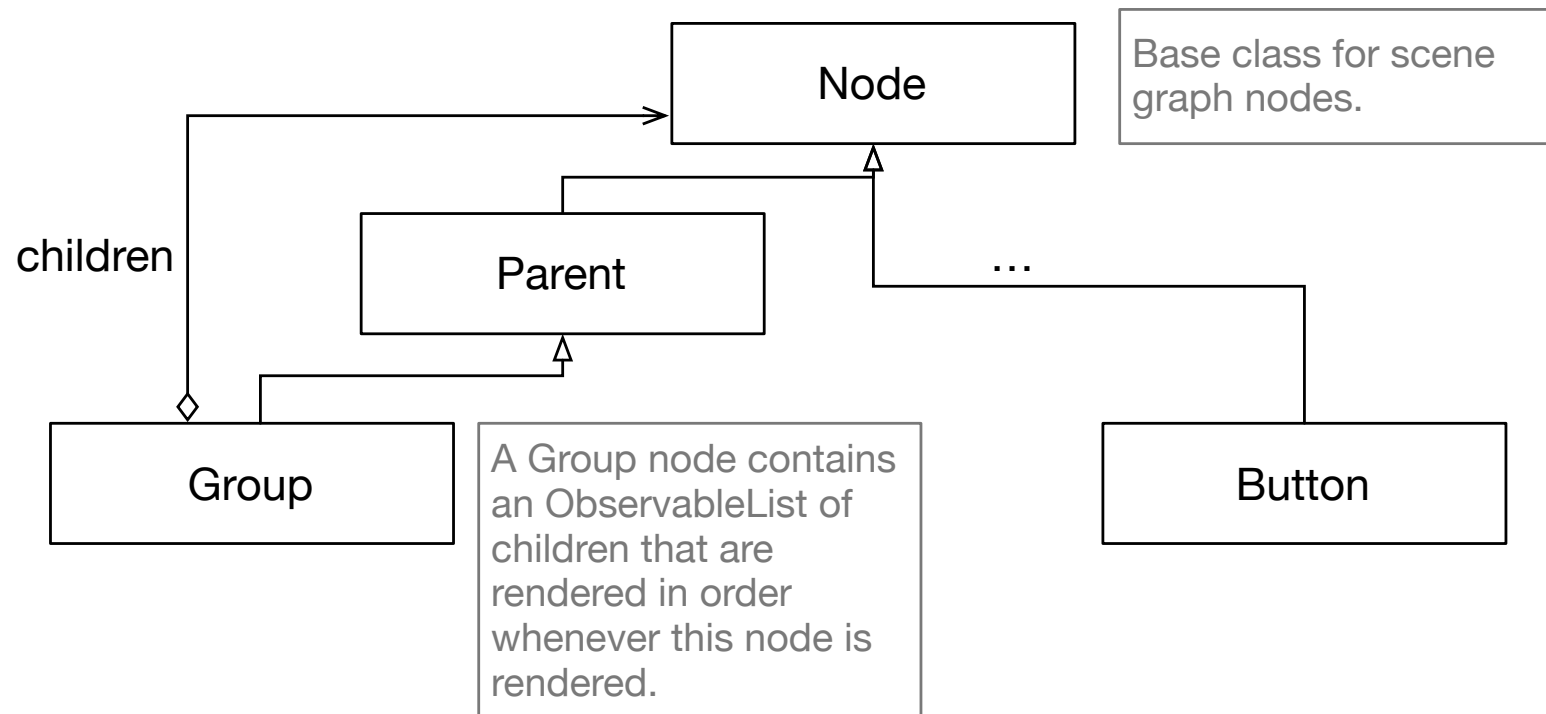 Node
Base class for scene
graph nodes.
children
Parent
...
Group
A Group node contains
an ObservableList of
children that are
rendered in order
whenever this node is
rendered.
Button